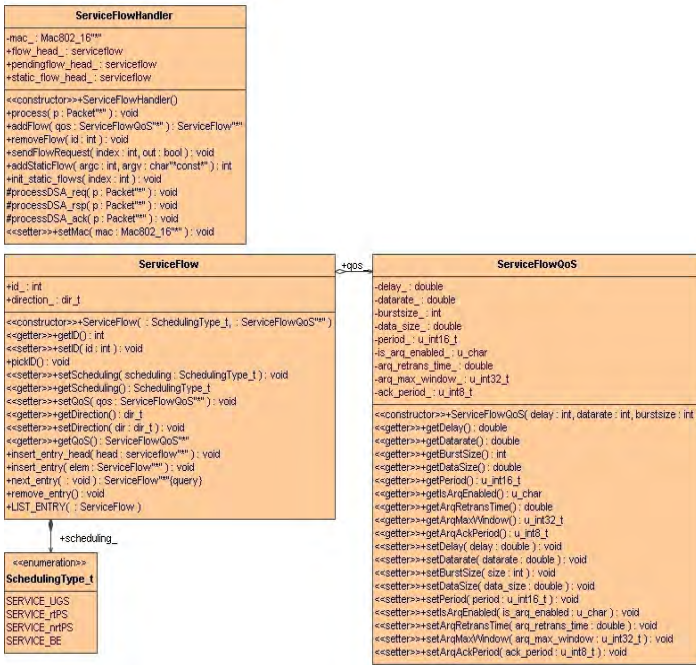 ServiceFlowHandler
-mac_ : Mac802_16"*"
+flow_head_ : serviceflow
+pendingflow_head_ : serviceflow
+static_flow_head_ : serviceflow
<<constructor>>+ServiceFlowHandler()
+process( p : Packet"*" ) : void
+addFlow( qos : ServiceFlowQoS"*" ) : ServiceFlow"*"
+removeFlow( id : int ) : void
+sendFlowRequest( index : int, out : bool ) : void
+addStaticFlow( argc : int, argv : char"*const*" ) : int
+init_static_flows( index : int ) : void
#processDSA_req( p : Packet"*" ) : void
#processDSA_rsp( p : Packet"*" ) : void
#processDSA_ack( p : Packet"*" ) : void
<<setter>>+setMac( mac : Mac802_16"*" ) : void
ServiceFlow
+id_ : int
+direction_ : dir_t
<<constructor>>+ServiceFlow( : SchedulingType_t, : ServiceFlowQoS"*" )
<<getter>>+getID() : int
<<setter>>+setID( id : int ) : void
+pickID() : void
<<setter>>+setScheduling( scheduling : SchedulingType_t ) : void
<<getter>>+getScheduling() : SchedulingType_t
<<setter>>+setQoS( qos : ServiceFlowQoS"*" ) : void
<<getter>>+getDirection() : dir_t
<<setter>>+setDirection( dir : dir_t ) : void
<<getter>>+getQoS() : ServiceFlowQoS"*"
+insert_entry_head( head : serviceflow"*" ) : void
+insert_entry( elem : ServiceFlow"*" ) : void
+next_entry( : void ) : ServiceFlow"*"{query}
+remove_entry() : void
+LIST_ENTRY( : ServiceFlow )
+qos_
ServiceFlowQoS
-delay_ : double
-datarate_ : double
-burstsize_ : int
-data_size_ : double
-period_ : u_int16_t
-is_arq_enabled_ : u_char
-arq_retrans_time_ : double
-arq_max_window_ : u_int32_t
-ack_period_ : u_int8_t
<<constructor>>+ServiceFlowQoS( delay : int, datarate : int, burstsize : int
<<getter>>+getDelay() : double
<<getter>>+getDatarate() : double
<<getter>>+getBurstSize() : int
<<getter>>+getDataSize() : double
<<getter>>+getPeriod() : u_int16_t
<<getter>>+getIsArqEnabled() : u_char
<<getter>>+getArqRetransTime() : double
<<getter>>+getArqMaxWindow() : u_int32_t
<<getter>>+getArqAckPeriod() : u_int8_t
<<setter>>+setDelay( delay : double ) : void
<<setter>>+setDatarate( datarate : double ) : void
<<setter>>+setBurstSize( size : int ) : void
<<setter>>+setDataSize( data_size : double ) : void
<<setter>>+setPeriod( period : u_int16_t ) : void
<<setter>>+setIsArqEnabled( is_arq_enabled : u_char ) : void
<<setter>>+setArqRetransTime( arq_retrans_time : double ) : void
<<setter>>+setArqMaxWindow( arq_max_window : u_int32_t ) : void
<<setter>>+setArqAckPeriod( ack_period : u_int8_t ) : void
+scheduling_
<<enumeration>>
SchedulingType_t
SERVICE_UGS
SERVICE_rtPS
SERVICE_nrtPS
SERVICE_BE